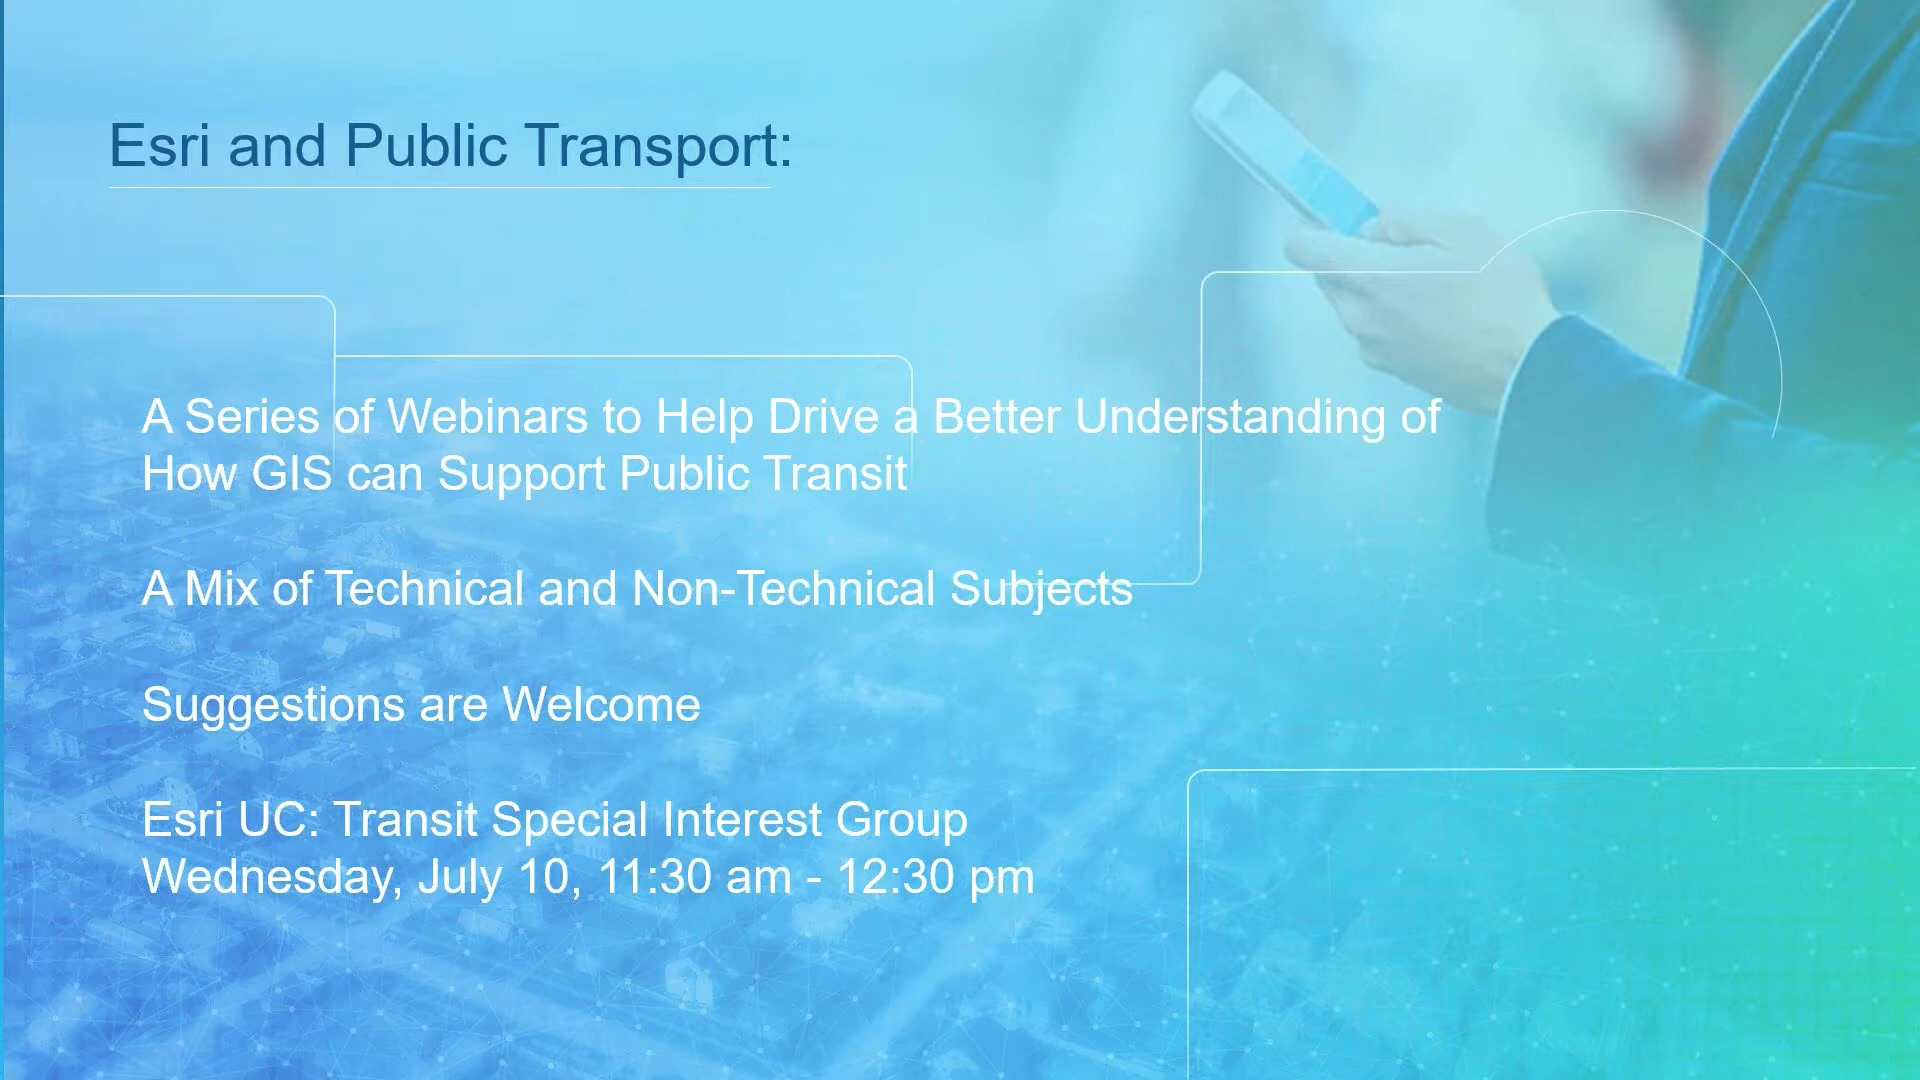 Esri and Public Transport:
A Series of Webinars to Help Drive a Better Understanding of
How GIS can Support Public Transit
A Mix of Technical and Non-Technical Subjects
Suggestions are Welcome
Esri UC: Transit Special Interest Group
Wednesday, July 10, 11:30 am - 12:30 pm